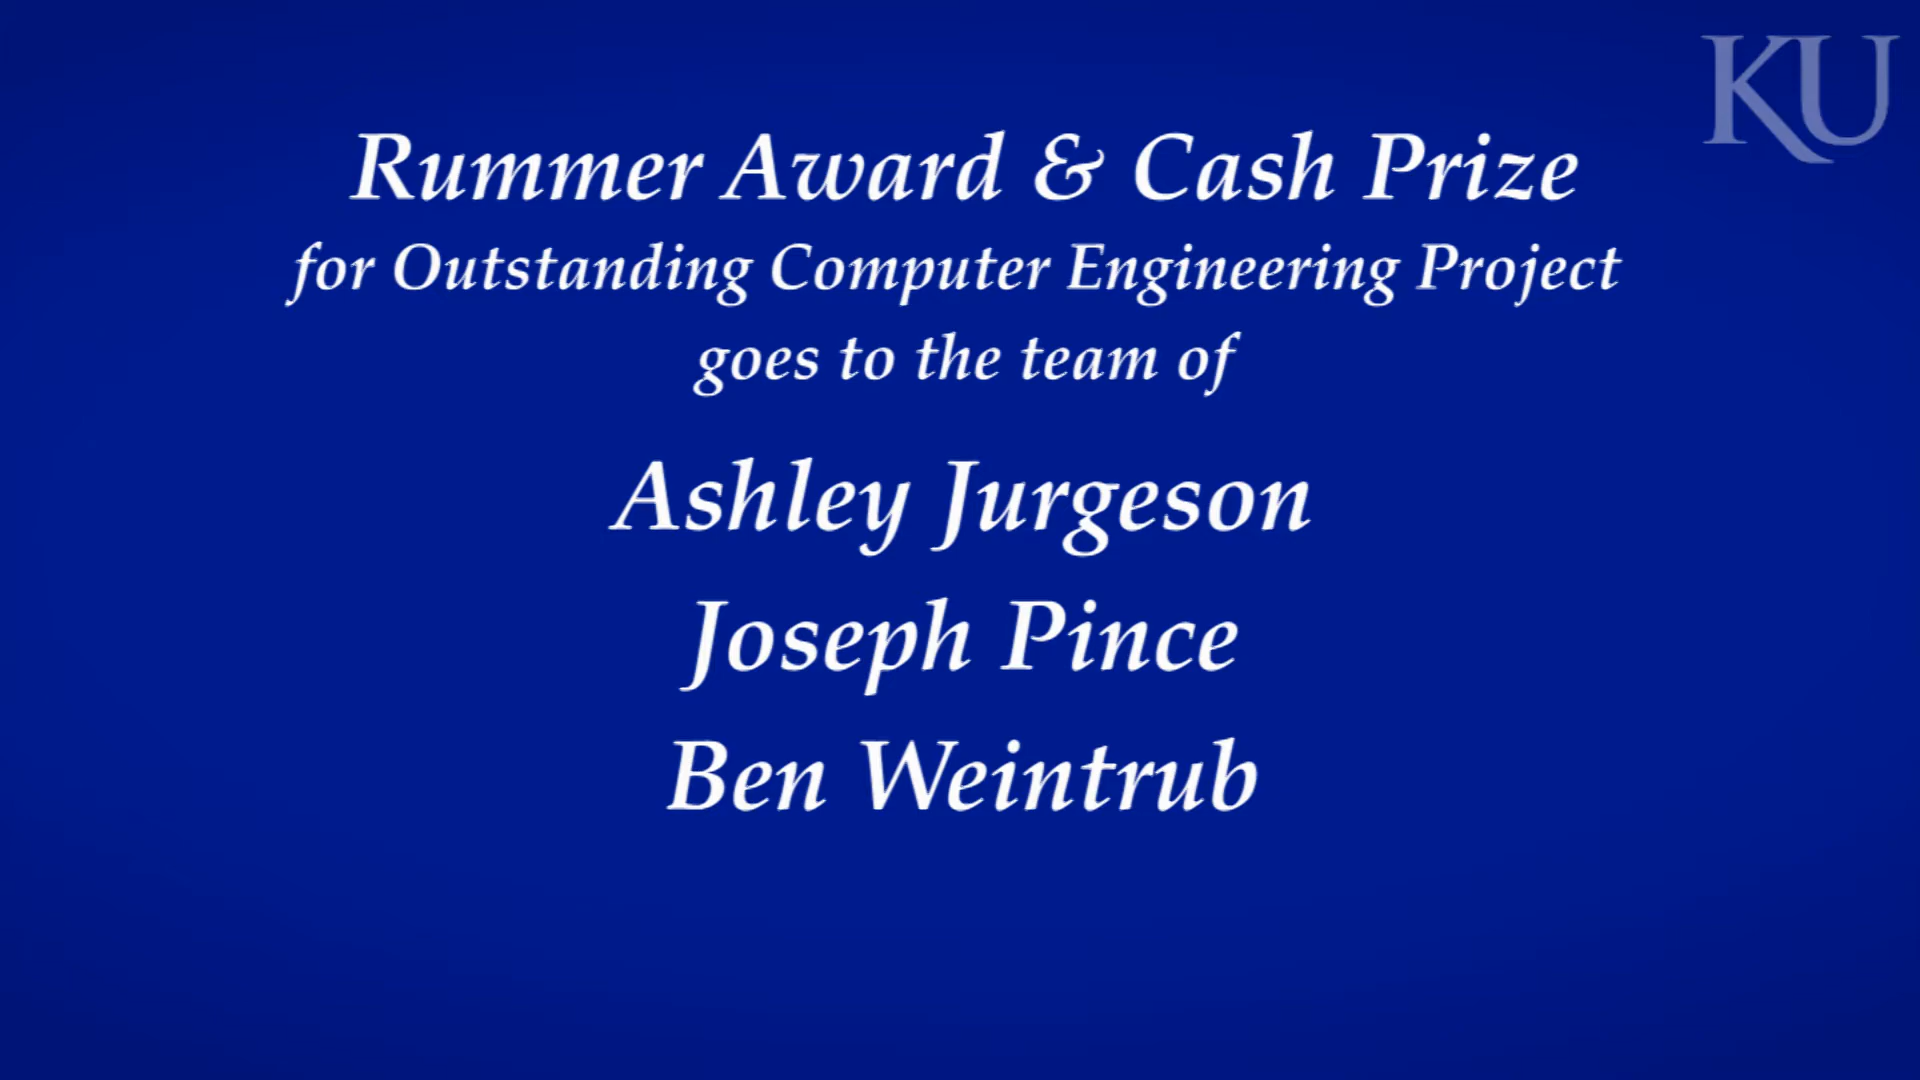 KU
Rummer Award & Cash Prize
for Outstanding Computer Engineering Project
goes to the team of
Ashley Jurgeson
Joseph Pince
Ben Weintrub